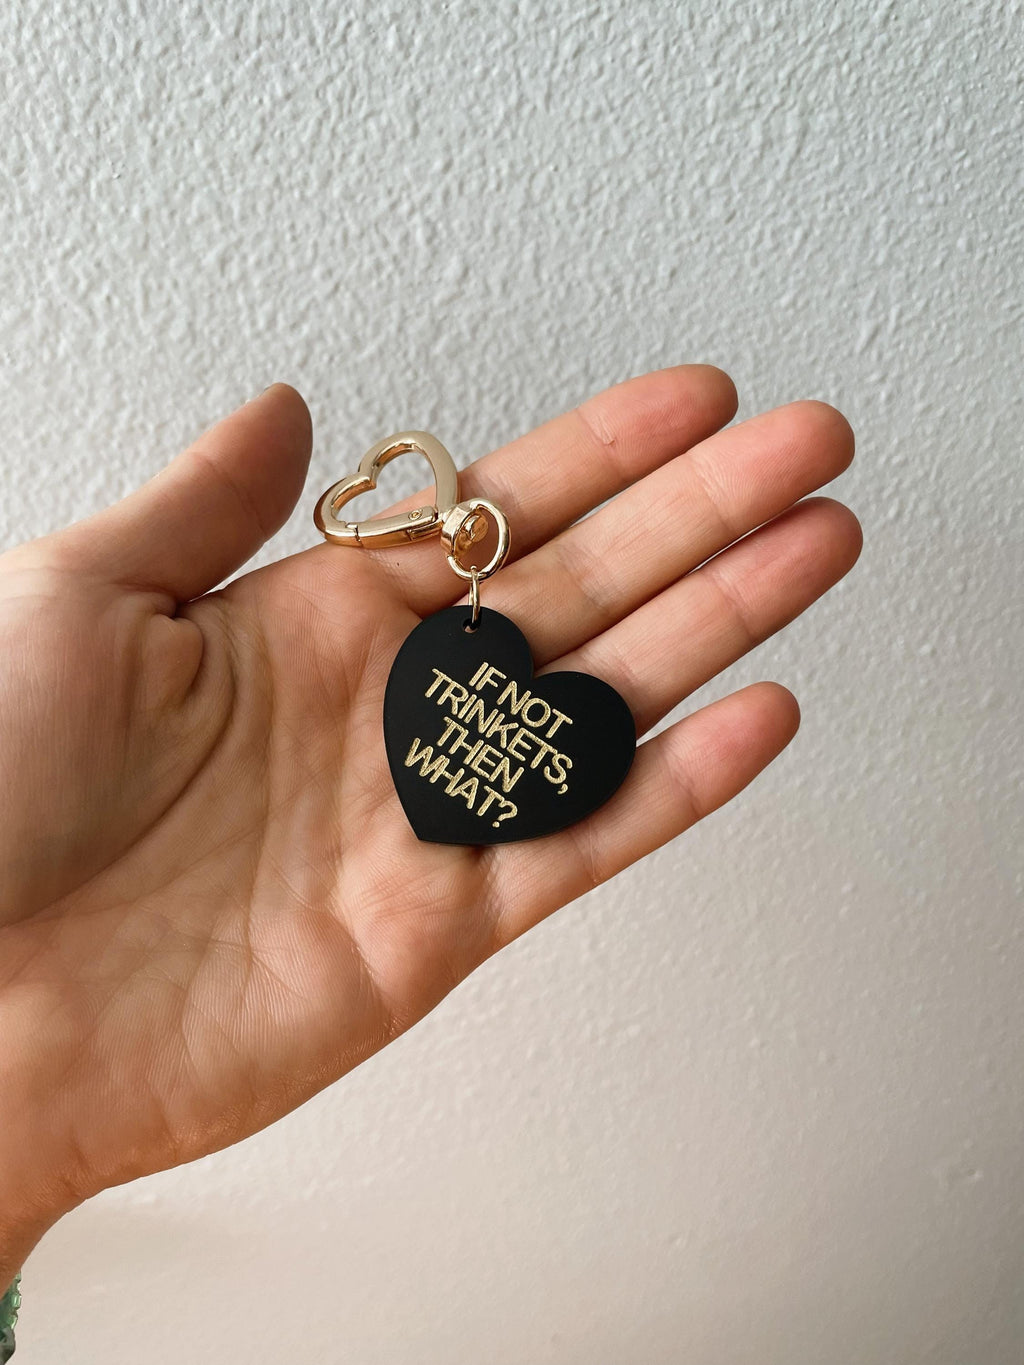 IF NOT
TRINKETS,
THEN
WHAT?